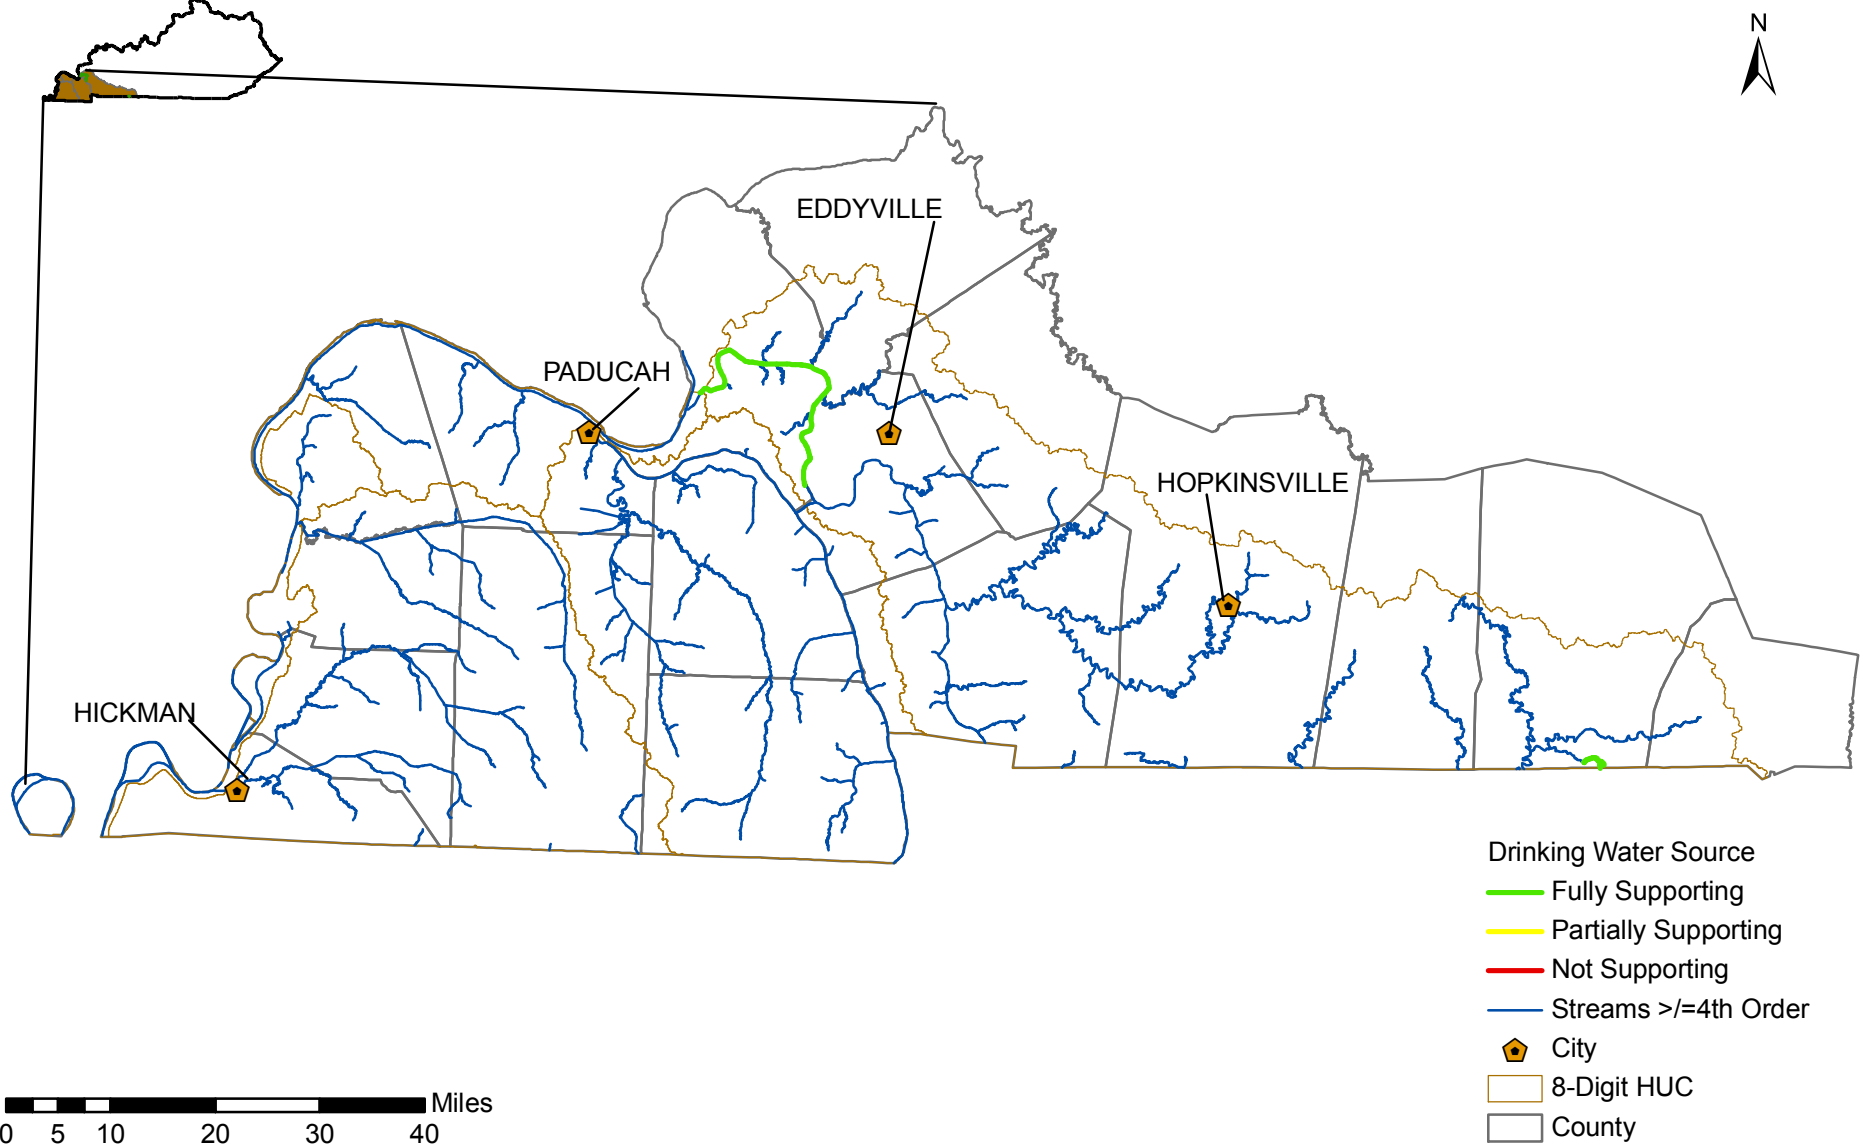 N
EDDYVILLE
PADUCAH
HOPKINSVILLE
HICKMAN
Drinking Water Source
Fully Supporting
Partially Supporting
Not Supporting
Streams >/=4th Order
City
8-Digit HUC
County
Miles
0 5 10 20 30 40